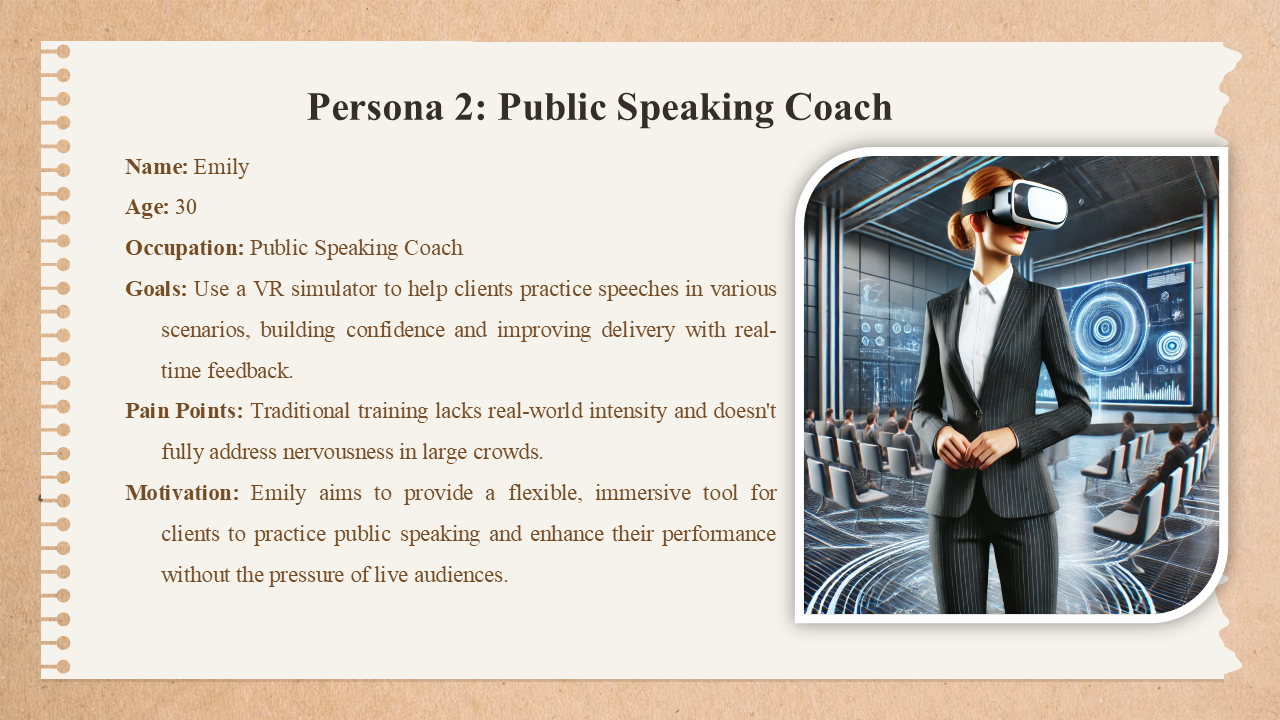 Persona 2: Public Speaking Coach
Name: Emily
Age: 30
Occupation: Public Speaking Coach
Goals: Use a VR simulator to help clients practice speeches in various
scenarios, building confidence and improving delivery with real-
time feedback.
Pain Points: Traditional training lacks real-world intensity and doesn't
fully address nervousness in large crowds.
Motivation: Emily aims to provide a flexible, immersive tool for
clients to practice public speaking and enhance their performance
without the pressure of live audiences.